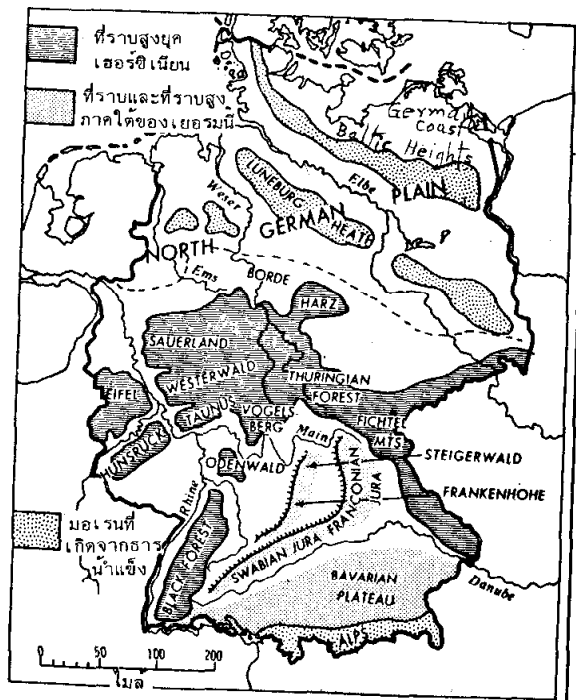 ที่ราบสูงยุค
เฮอร์ซิเนียน
ที่ราบและที่ราบสูง
ภาคใต้ของเยอรมนี
German
Coast
Baltic Heights
Elbe
PLAIN
LÜNEBURG
HEATH
Weser
GERMAN
NORTH
Ems
BORDE
HARZ
SAUERLAND
WESTERWALD
THURINGIAN
FOREST
EIFEL
TAUNUS
VOGELS
BERG
FICHTEL
MTS.
HUNSRUCK
Main
STEIGERWALD
ODENWALD
FRANKENHOHE
Rhine
FRANCONIAN
JURA
มอเรนที่
เกิดจากธาร
น้ำแข็ง
BLACK FOREST
SWABIAN JURA
BAVARIAN
PLATEAU
Danube
ALPS
0 50 100 200
ไมล์